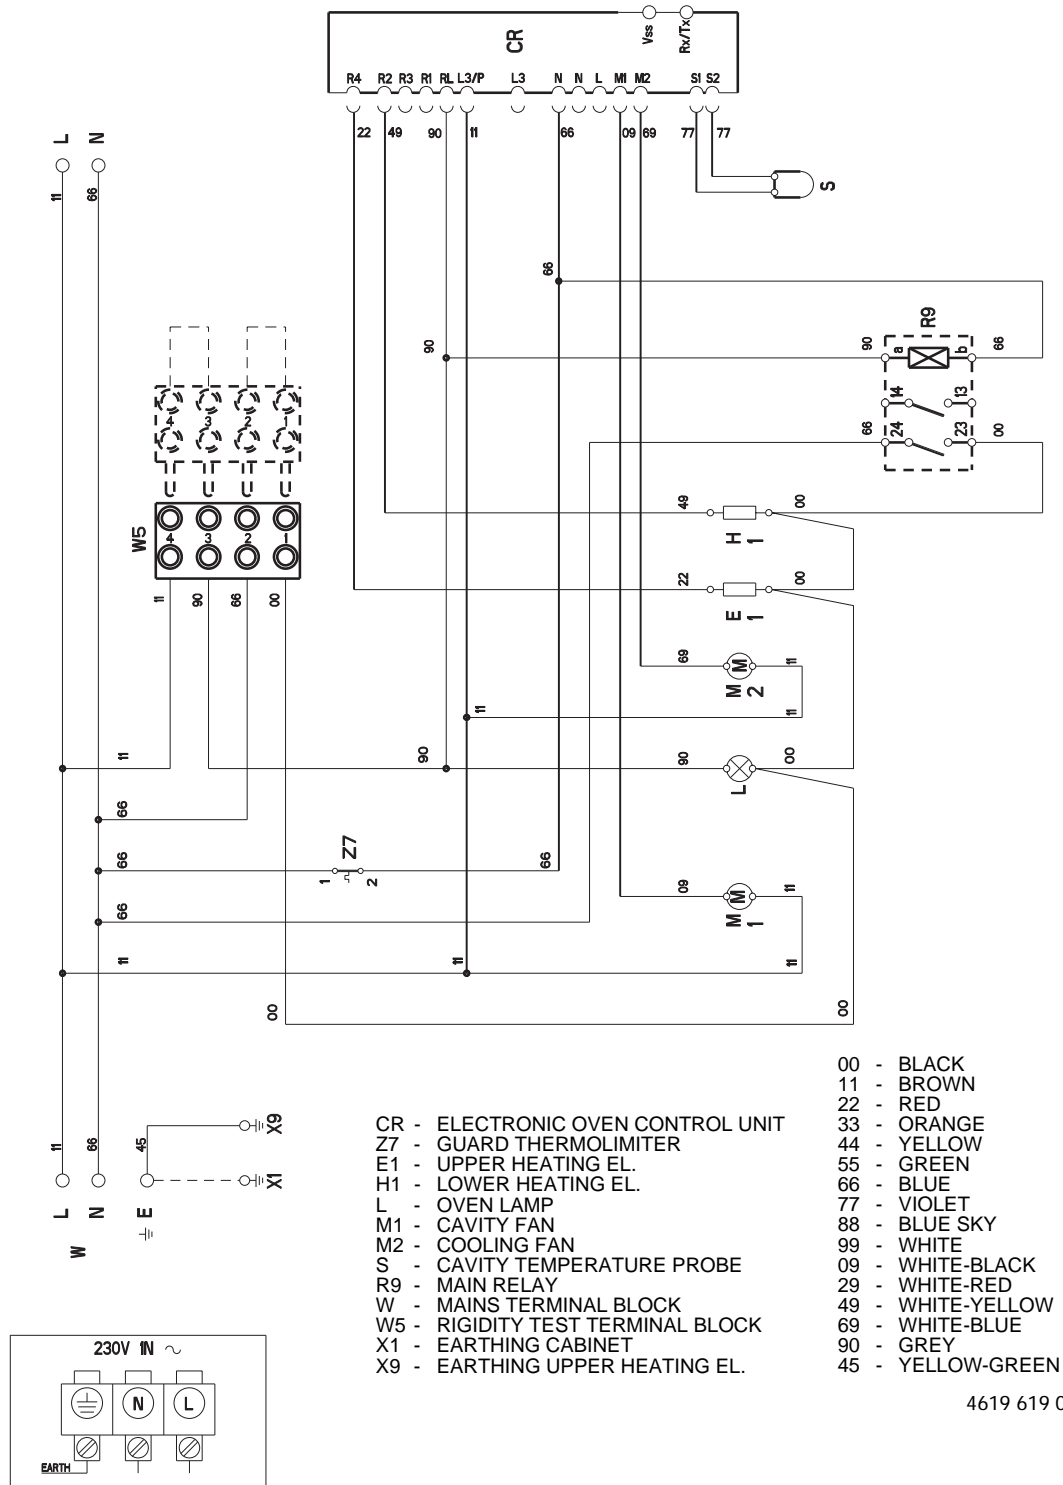 CR
Vss
Rx/Tx
R4 R2 R3 R1 RL L3/P L3 N N L M1 M2 S1 S2
22 49 90 11 66 09 69 77 77
L N
11 66
S
66
R9
90 a b 66
90
14 13
66 24 23 00
4 3 2 1
W5
4 3 2 1
49 00
H 1
11 90 66 00
22 00
E 1
69 11
M M 2
11 11
11 90 90 00
L
66
66 1 Z7 2 66
09 11
M M 1
66
11 11 11
00 00
11 66 45
X9
X1
L N E
W
CR - ELECTRONIC OVEN CONTROL UNIT
Z7 - GUARD THERMOLIMITER
E1 - UPPER HEATING EL.
H1 - LOWER HEATING EL.
L - OVEN LAMP
M1 - CAVITY FAN
M2 - COOLING FAN
S - CAVITY TEMPERATURE PROBE
R9 - MAIN RELAY
W - MAINS TERMINAL BLOCK
W5 - RIGIDITY TEST TERMINAL BLOCK
X1 - EARTHING CABINET
X9 - EARTHING UPPER HEATING EL.
00 - BLACK
11 - BROWN
22 - RED
33 - ORANGE
44 - YELLOW
55 - GREEN
66 - BLUE
77 - VIOLET
88 - BLUE SKY
99 - WHITE
09 - WHITE-BLACK
29 - WHITE-RED
49 - WHITE-YELLOW
69 - WHITE-BLUE
90 - GREY
45 - YELLOW-GREEN
4619 619 0
230V 1N ~
N L
EARTH